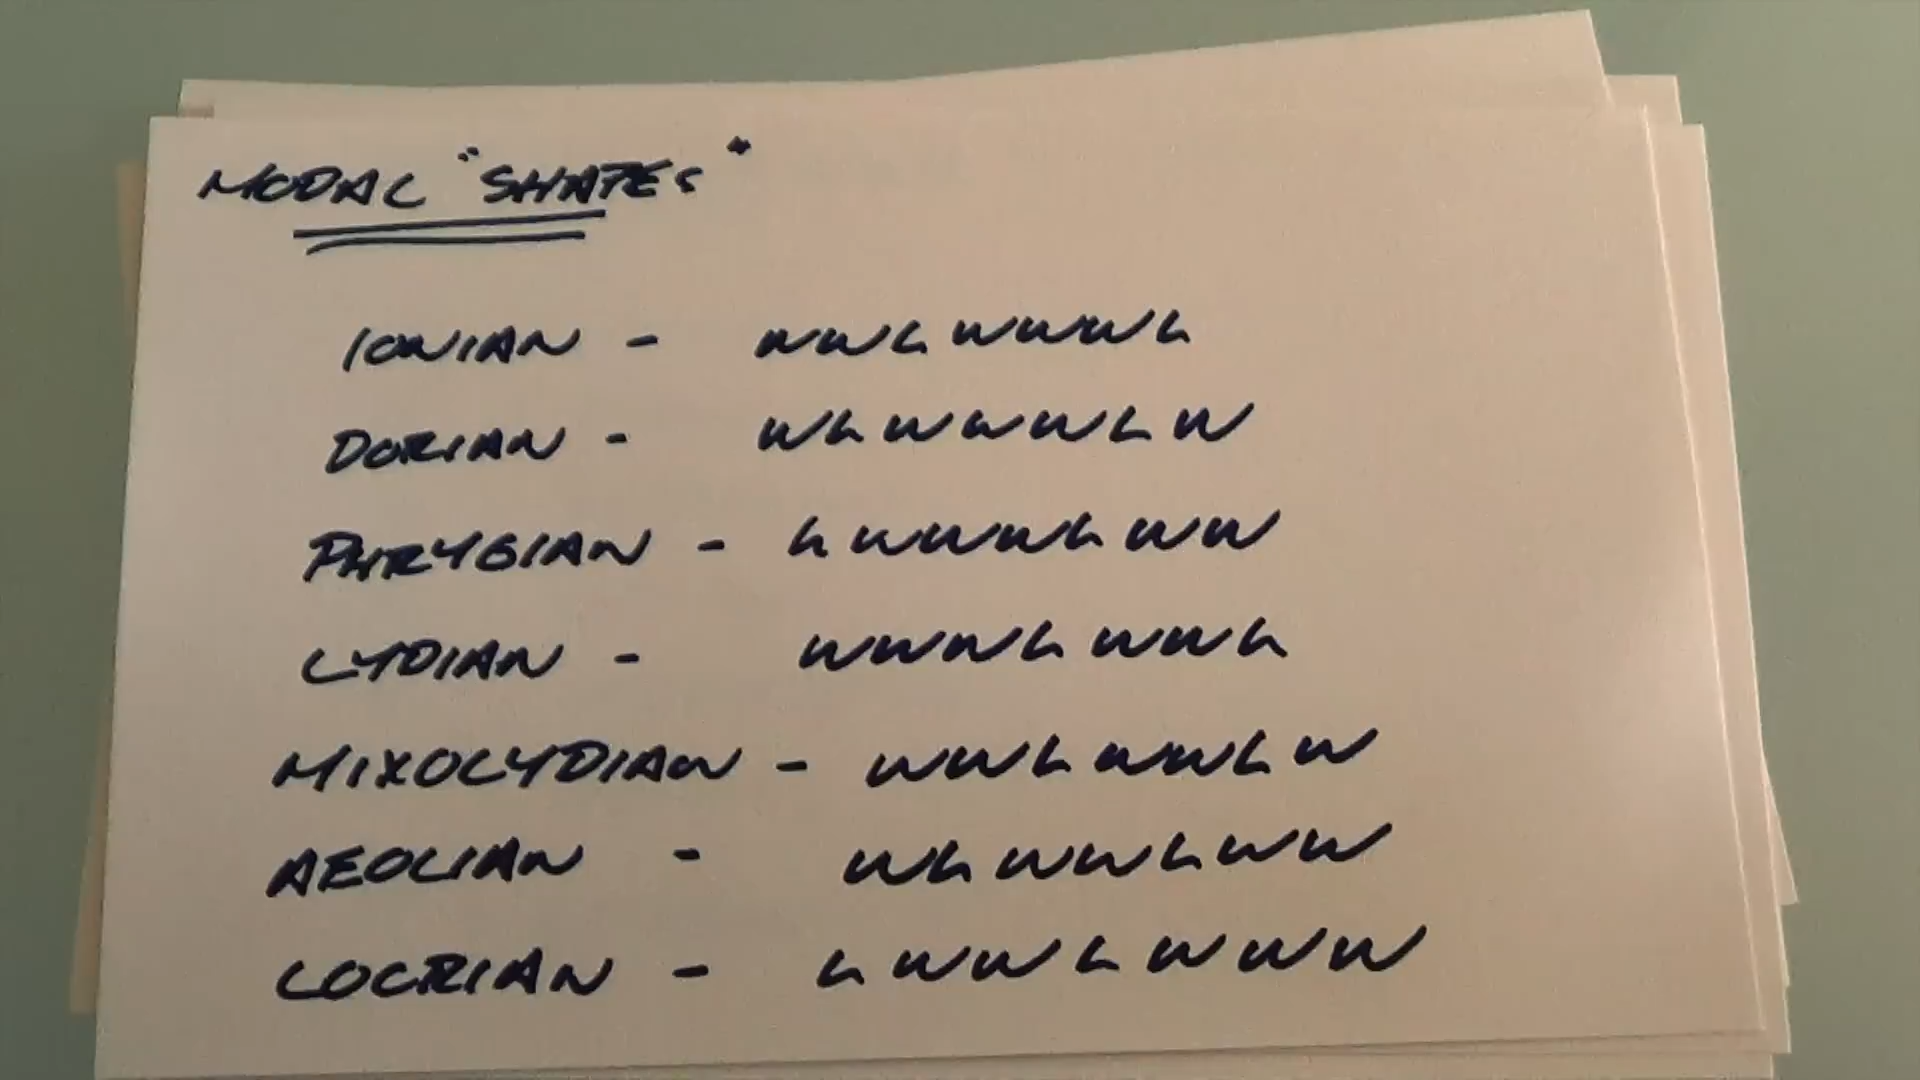 MODAL "SHAPES"
IONIAN - WWhWWWh
DORIAN - WhWWWhW
PHRYGIAN - hWWWhWW
LYDIAN - WWWhWWh
MIXOLYDIAN - WWhWWhW
AEOLIAN - WhWWhWW
LOCRIAN - hWWhWWW